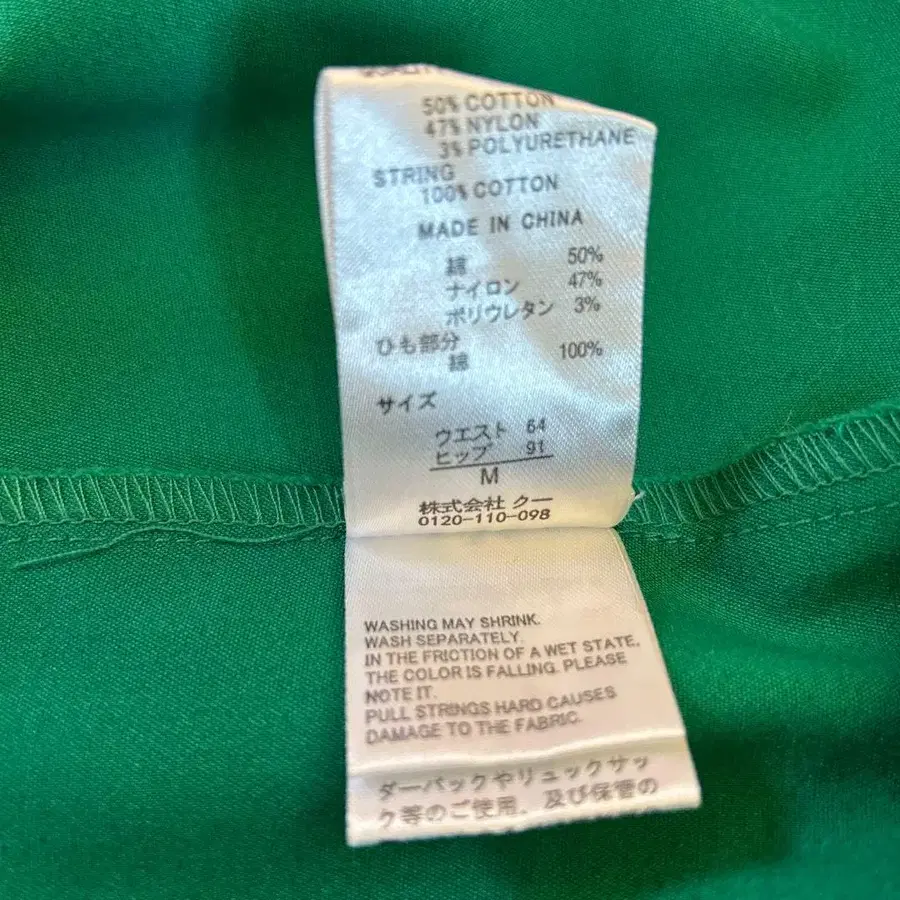 50% COTTON
47% NYLON
3% POLYURETHANE
STRING
100% COTTON
MADE IN CHINA
綿 50%
ナイロン 47%
ポリウレタン 3%
ひも部分
綿 100%
サイズ
ウエスト 64
ヒップ 91
M
株式会社 クー
0120-110-098
WASHING MAY SHRINK.
WASH SEPARATELY.
IN THE FRICTION OF A WET STATE.
THE COLOR IS FALLING. PLEASE
NOTE IT.
PULL STRINGS HARD CAUSES
DAMAGE TO THE FABRIC.
ダーバックやリュックサッ
ク等のご使用、及び保管の